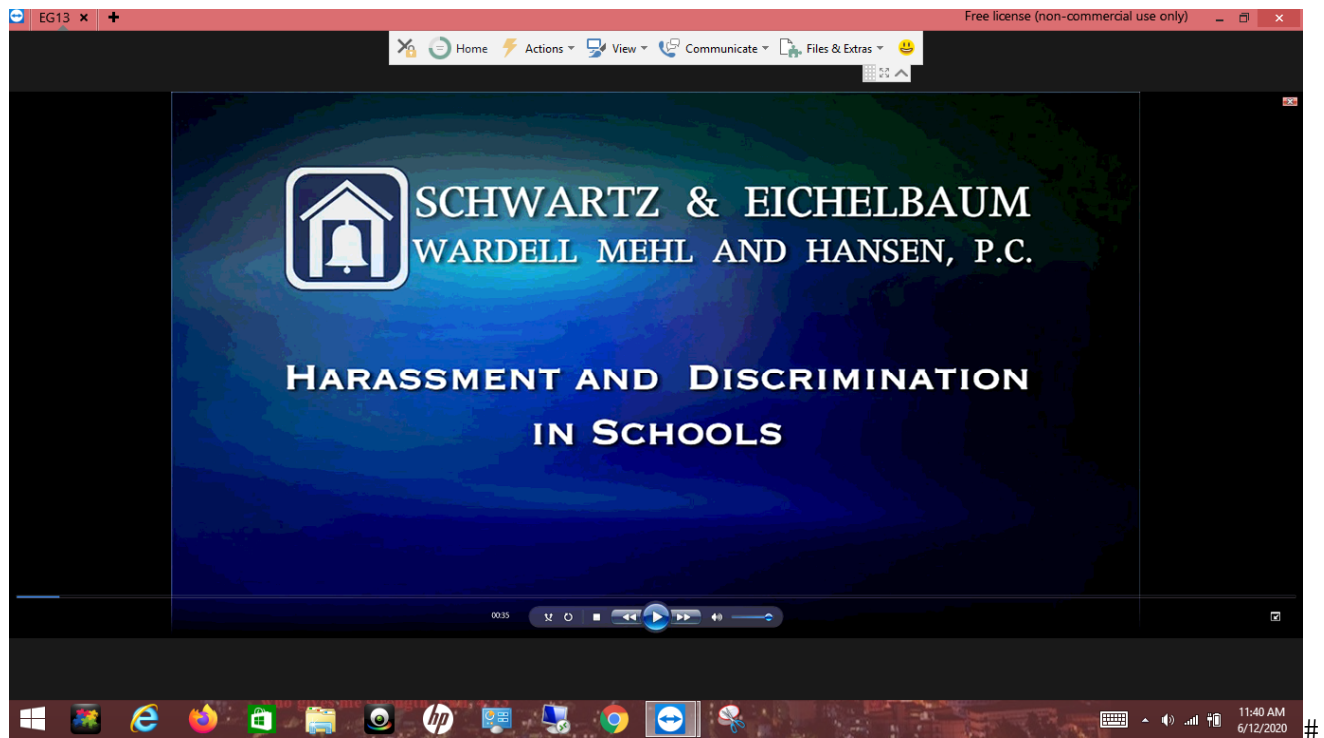 EG13
Free license (non-commercial use only)
Home Actions View Communicate Files & Extras
SCHWARTZ & EICHELBAUM
WARDELL MEHL AND HANSEN, P.C.
HARASSMENT AND DISCRIMINATION
IN SCHOOLS
00:35
hp
11:40 AM
6/12/2020
#